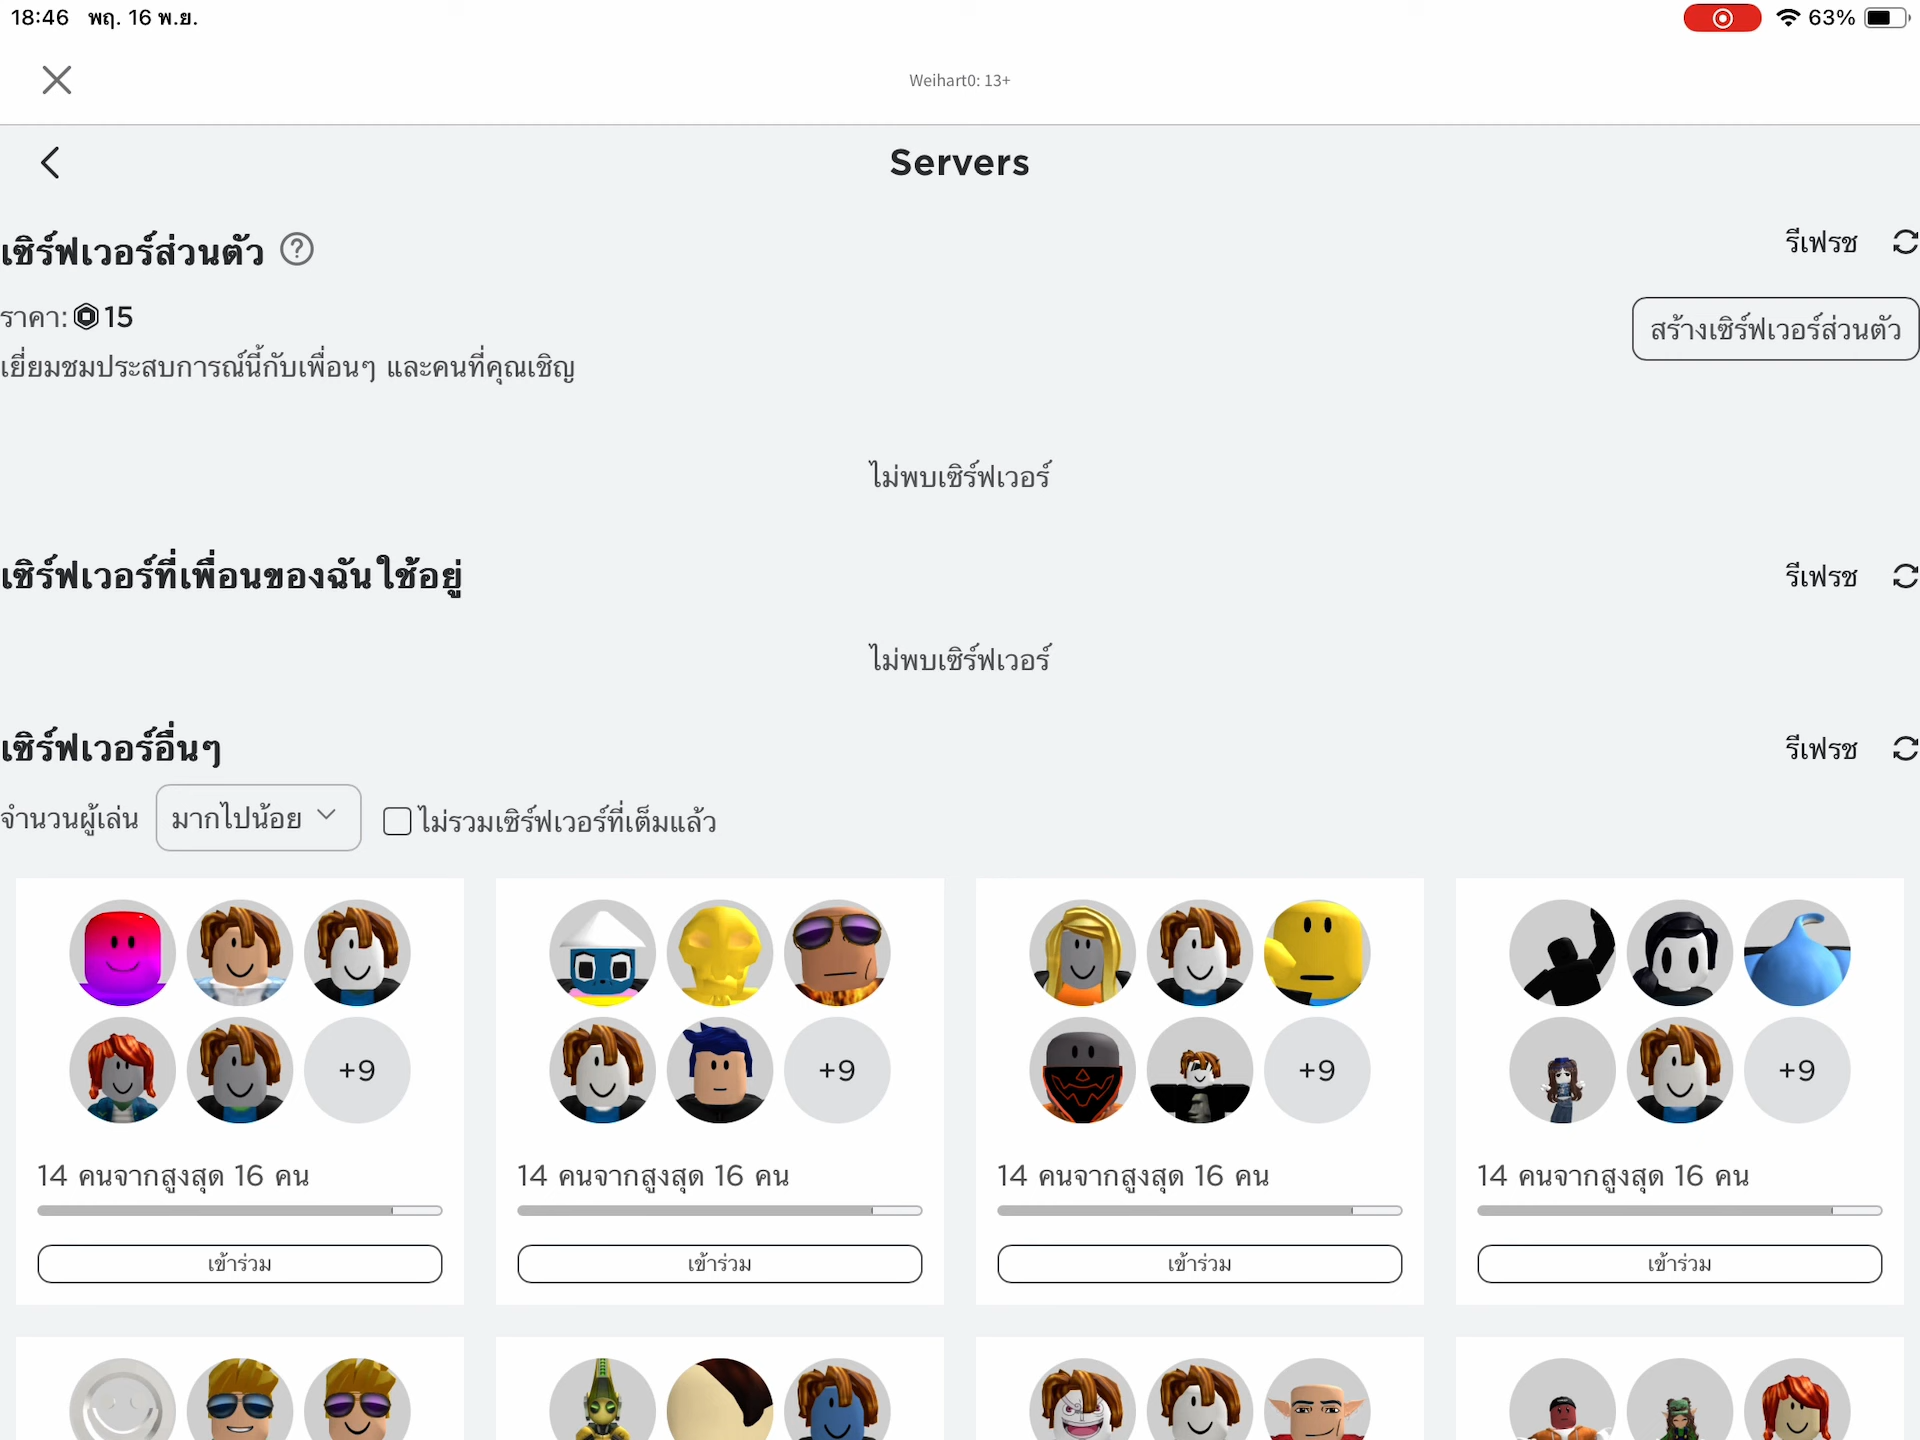 18:46 พฤ. 16 พ.ย.
63%
Weihart0: 13+
Servers
เซิร์ฟเวอร์ส่วนตัว
รีเฟรช
ราคา: 15
สร้างเซิร์ฟเวอร์ส่วนตัว
เยี่ยมชมประสบการณ์นี้กับเพื่อนๆ และคนที่คุณเชิญ
ไม่พบเซิร์ฟเวอร์
เซิร์ฟเวอร์ที่เพื่อนของฉันใช้อยู่
รีเฟรช
ไม่พบเซิร์ฟเวอร์
เซิร์ฟเวอร์อื่นๆ
รีเฟรช
จำนวนผู้เล่น มากไปน้อย ไม่รวมเซิร์ฟเวอร์ที่เต็มแล้ว
+9
14 คนจากสูงสุด 16 คน
เข้าร่วม
+9
14 คนจากสูงสุด 16 คน
เข้าร่วม
+9
14 คนจากสูงสุด 16 คน
เข้าร่วม
+9
14 คนจากสูงสุด 16 คน
เข้าร่วม